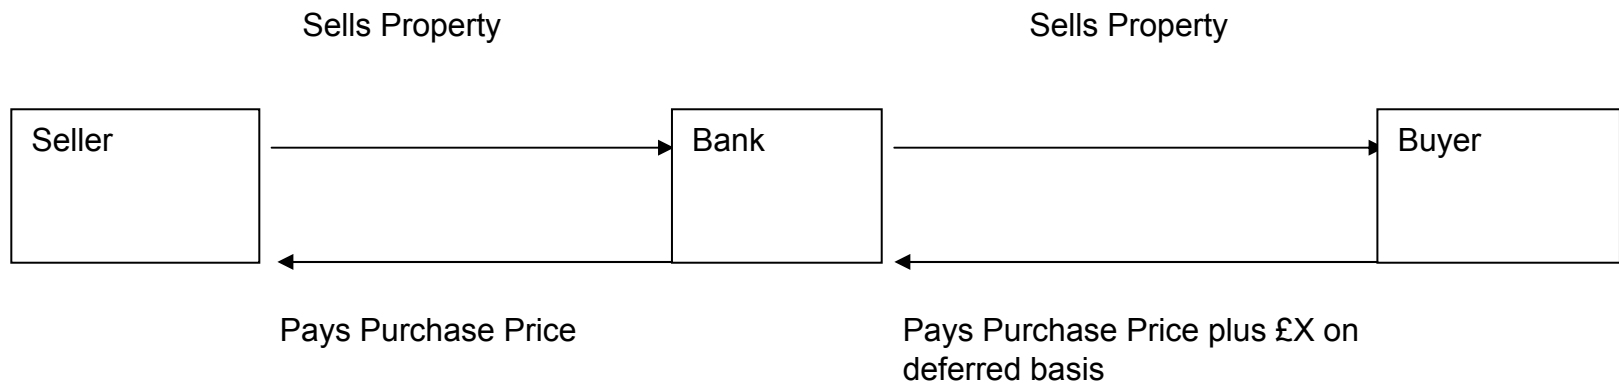 Sells Property
Sells Property
Seller
Bank
Buyer
Pays Purchase Price
Pays Purchase Price plus £X on
deferred basis